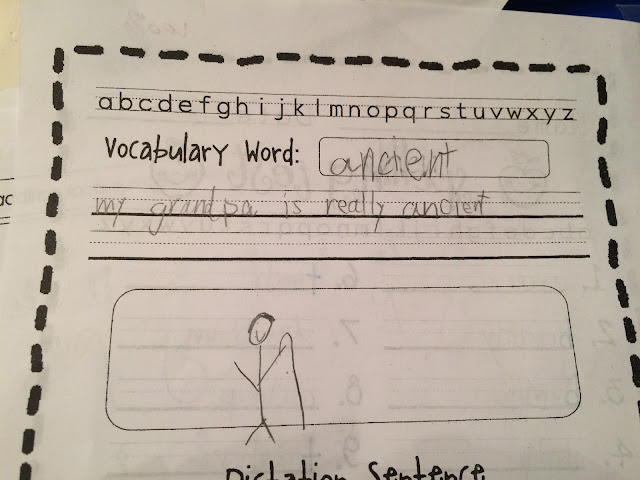 abcdefghijklmnopqrstuvwxyz
Vocabulary Word: ancient
my grandpa is really ancient
Dictation Sentence